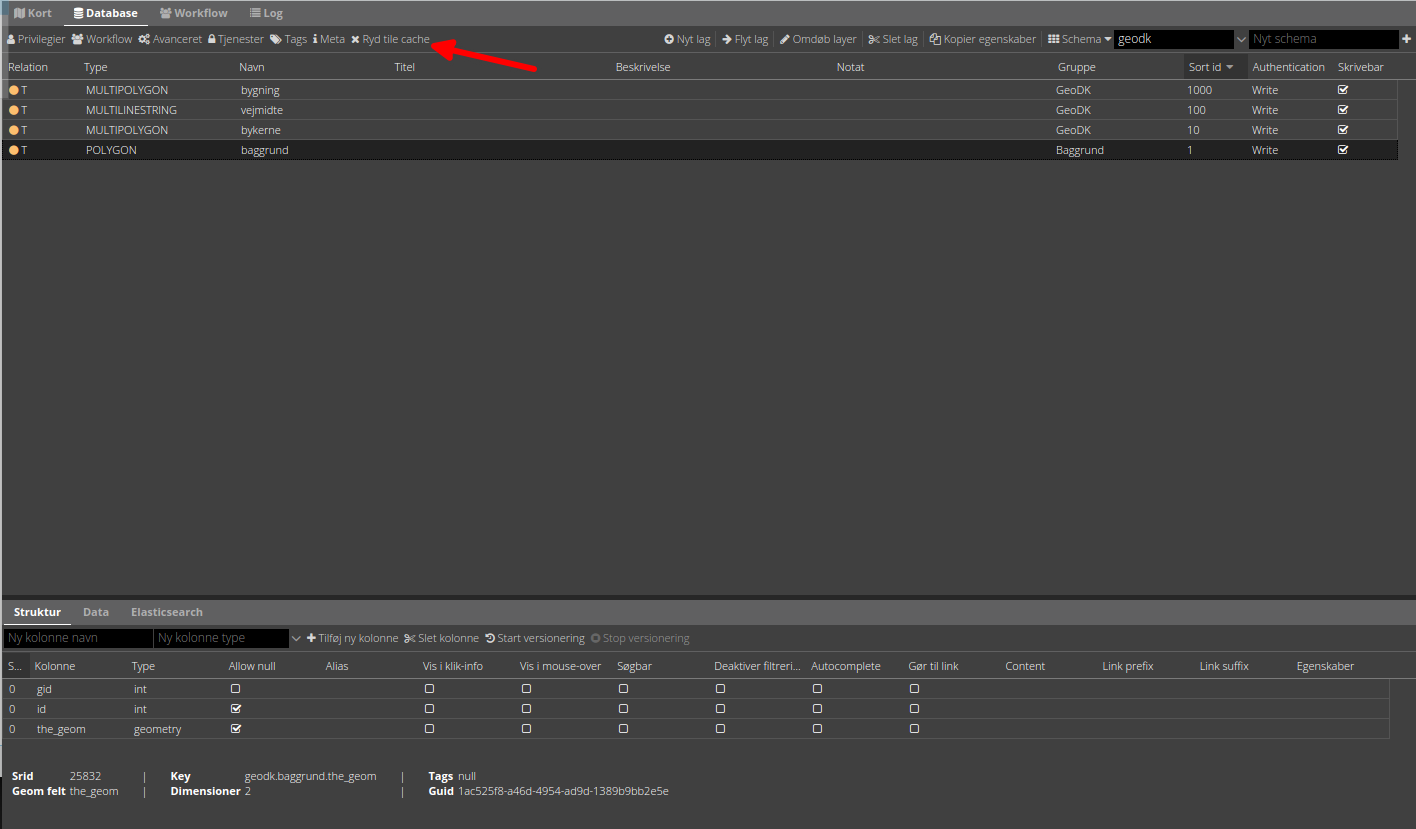 Kort Database Workflow Log
Privilegier Workflow Avanceret Tjenester Tags Meta Ryd tile cache Nyt lag Flyt lag Omdøb layer Slet lag Kopier egenskaber Schema geodk Nyt schema
Relation Type Navn Titel Beskrivelse Notat Gruppe Sort id Authentication Skrivebar
T MULTIPOLYGON bygning GeoDK 1000 Write
T MULTILINESTRING vejmidte GeoDK 100 Write
T MULTIPOLYGON bykerne GeoDK 10 Write
T POLYGON baggrund Baggrund 1 Write
Struktur Data Elasticsearch
Ny kolonne navn Ny kolonne type Tilføj ny kolonne Slet kolonne Start versionering Stop versionering
S... Kolonne Type Allow null Alias Vis i klik-info Vis i mouse-over Søgbar Deaktiver filtreri... Autocomplete Gør til link Content Link prefix Link suffix Egenskaber
0 gid int
0 id int
0 the_geom geometry
Srid 25832 | Key geodk.baggrund.the_geom | Tags null
Geom felt the_geom | Dimensioner 2 | Guid 1ac525f8-a46d-4954-ad9d-1389b9bb2e5e